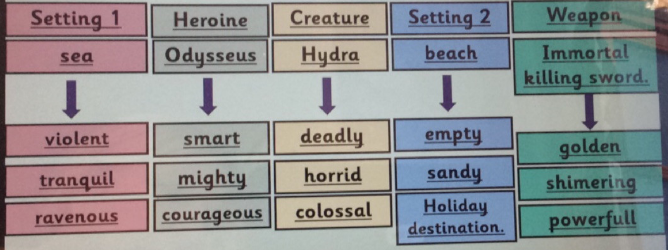 Setting 1 Heroine Creature Setting 2 Weapon
sea Odysseus Hydra beach Immortal
killing sword.
violent smart deadly empty golden
tranquil mighty horrid sandy shimering
ravenous courageous colossal Holiday powerfull
destination.